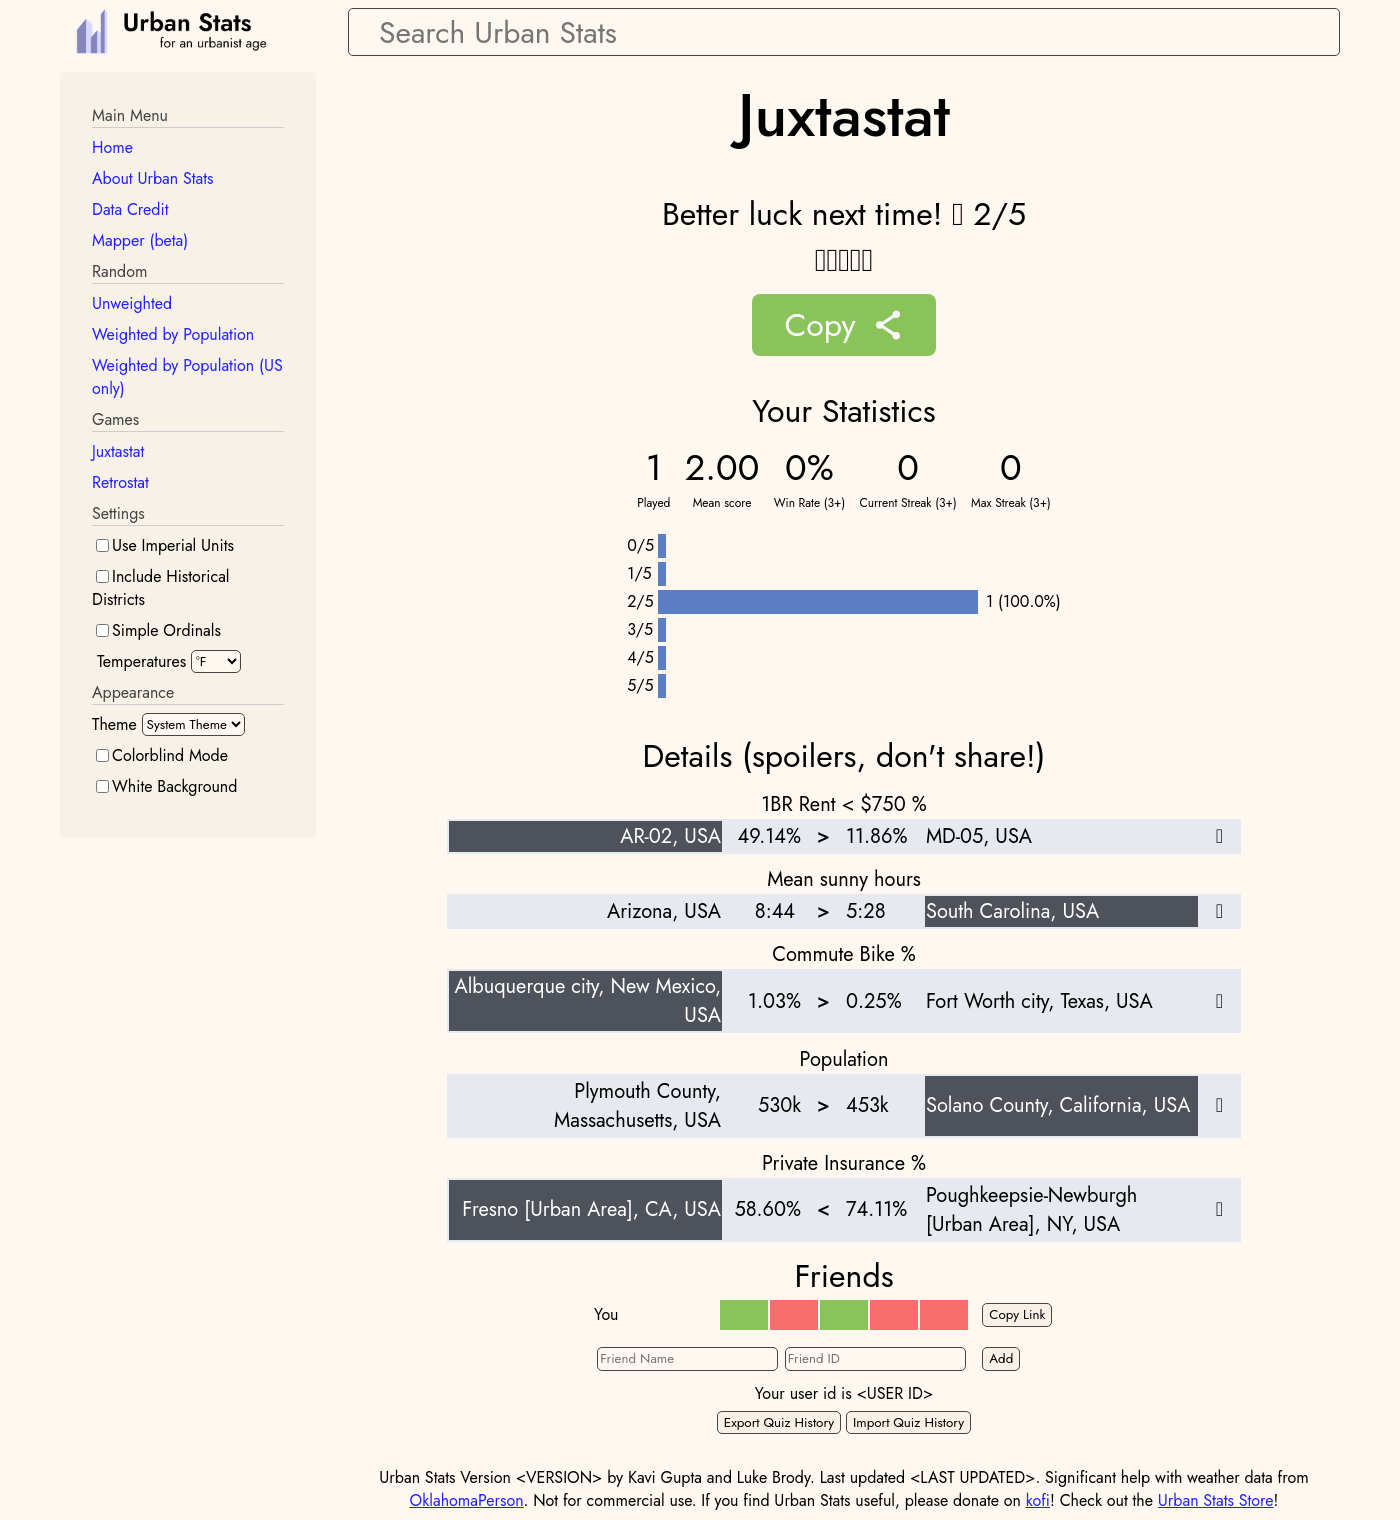 Urban Stats
for an urbanist age
Search Urban Stats
Main Menu
Home
About Urban Stats
Data Credit
Mapper (beta)
Random
Unweighted
Weighted by Population
Weighted by Population (US
only)
Games
Juxtastat
Retrostat
Settings
Use Imperial Units
Include Historical
Districts
Simple Ordinals
Temperatures °F
Appearance
Theme System Theme
Colorblind Mode
White Background
Juxtastat
Better luck next time! 2/5
Copy
Your Statistics
1 2.00 0% 0 0
Played Mean score Win Rate (3+) Current Streak (3+) Max Streak (3+)
0/5
1/5
2/5 1 (100.0%)
3/5
4/5
5/5
Details (spoilers, don't share!)
1BR Rent < $750 %
AR-02, USA 49.14% > 11.86% MD-05, USA
Mean sunny hours
Arizona, USA 8:44 > 5:28 South Carolina, USA
Commute Bike %
Albuquerque city, New Mexico,
USA 1.03% > 0.25% Fort Worth city, Texas, USA
Population
Plymouth County,
Massachusetts, USA 530k > 453k Solano County, California, USA
Private Insurance %
Fresno [Urban Area], CA, USA 58.60% < 74.11% Poughkeepsie-Newburgh
[Urban Area], NY, USA
Friends
You Copy Link
Friend Name Friend ID Add
Your user id is <USER ID>
Export Quiz History Import Quiz History
Urban Stats Version <VERSION> by Kavi Gupta and Luke Brody. Last updated <LAST UPDATED>. Significant help with weather data from
OklahomaPerson. Not for commercial use. If you find Urban Stats useful, please donate on kofi! Check out the Urban Stats Store!